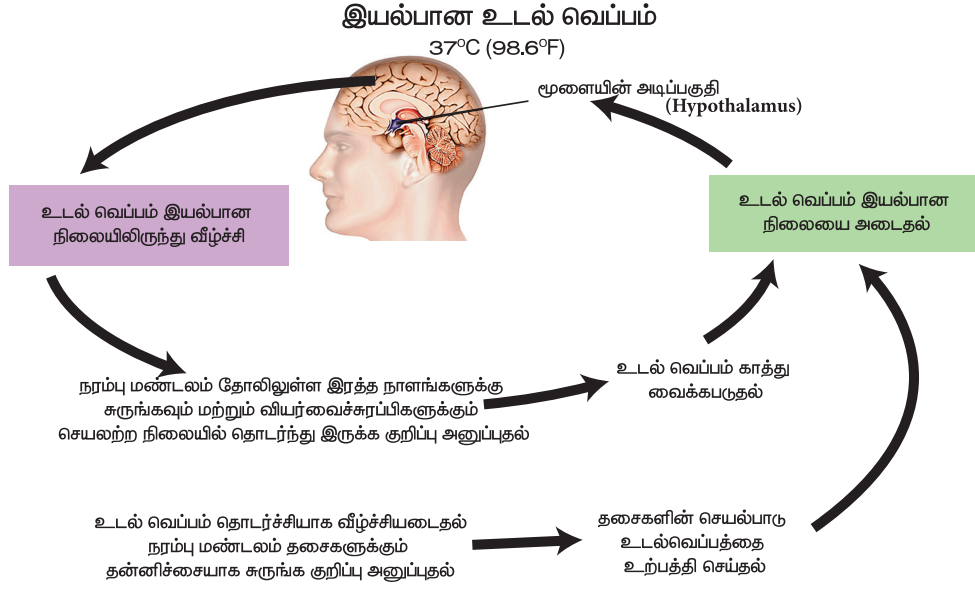 இயல்பான உடல் வெப்பம்
37°C (98.6°F)
மூளையின் அடிப்பகுதி
(Hypothalamus)
உடல் வெப்பம் இயல்பான
நிலையிலிருந்து வீழ்ச்சி
உடல் வெப்பம் இயல்பான
நிலையை அடைதல்
நரம்பு மண்டலம் தோலிலுள்ள இரத்த நாளங்களுக்கு
சுருங்கவும் மற்றும் வியர்வைச்சுரப்பிகளுக்கும்
செயலற்ற நிலையில் தொடர்ந்து இருக்க குறிப்பு அனுப்புதல்
உடல் வெப்பம் காத்து
வைக்கபடுதல்
உடல் வெப்பம் தொடர்ச்சியாக வீழ்ச்சியடைதல்
நரம்பு மண்டலம் தசைகளுக்கும்
தன்னிச்சையாக சுருங்க குறிப்பு அனுப்புதல்
தசைகளின் செயல்பாடு
உடல்வெப்பத்தை
உற்பத்தி செய்தல்